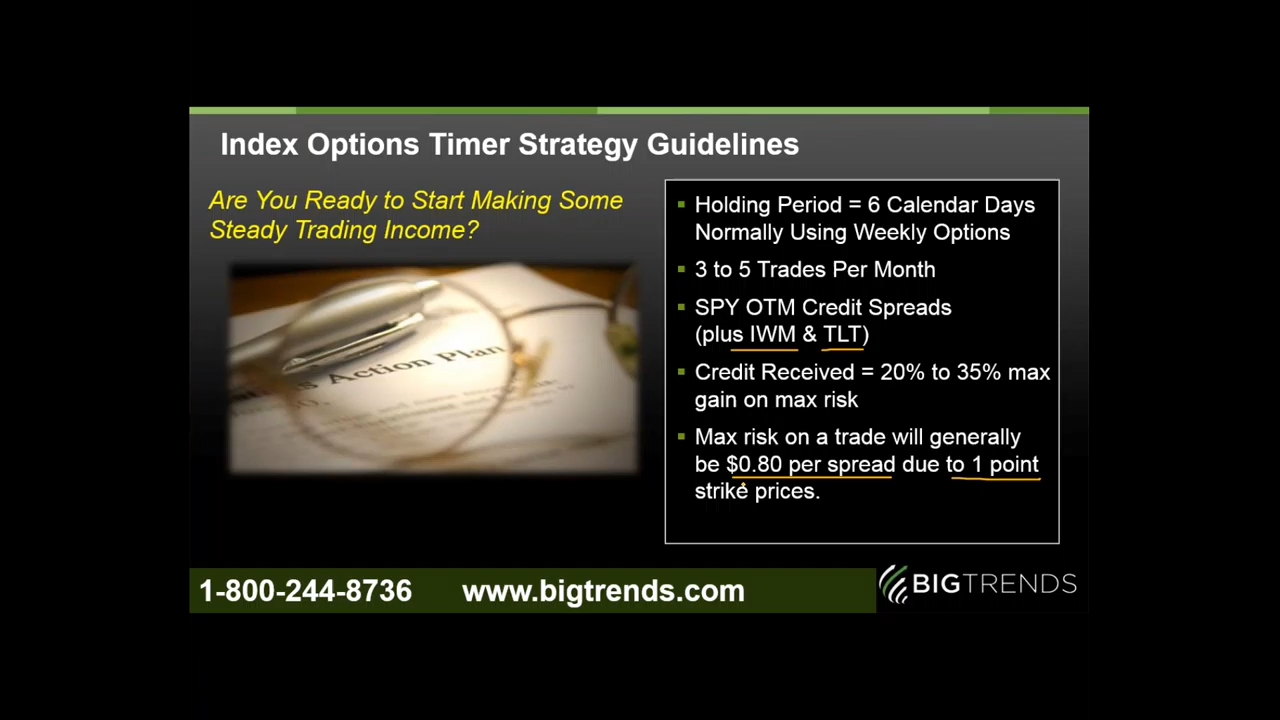 Index Options Timer Strategy Guidelines
Are You Ready to Start Making Some
Steady Trading Income?
Action Plan
Holding Period = 6 Calendar Days
Normally Using Weekly Options
3 to 5 Trades Per Month
SPY OTM Credit Spreads
(plus IWM & TLT)
Credit Received = 20% to 35% max
gain on max risk
Max risk on a trade will generally
be $0.80 per spread due to 1 point
strike prices.
1-800-244-8736 www.bigtrends.com
BIGTRENDS